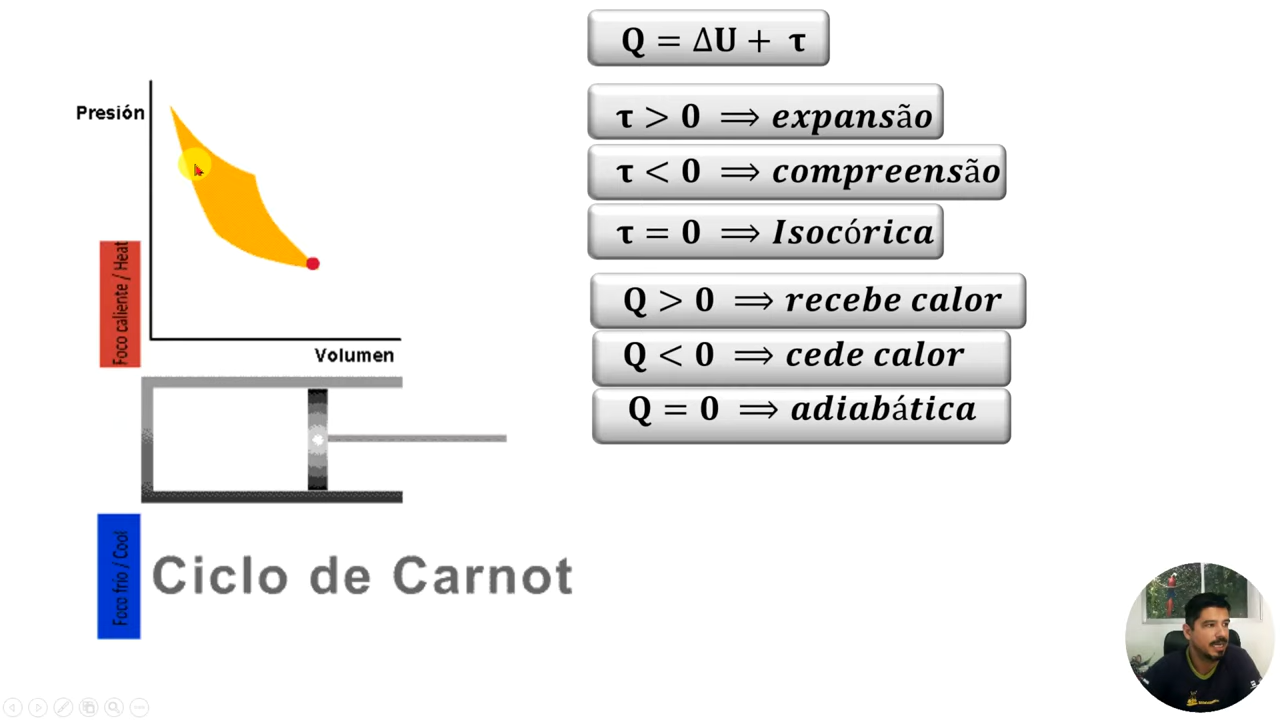 Presión
Foco caliente / Heat
Volumen
Foco frio / Cool
Ciclo de Carnot
Q = ΔU + τ
τ > 0 ⟹ expansão
τ < 0 ⟹ compreensão
τ = 0 ⟹ Isocórica
Q > 0 ⟹ recebe calor
Q < 0 ⟹ cede calor
Q = 0 ⟹ adiabática